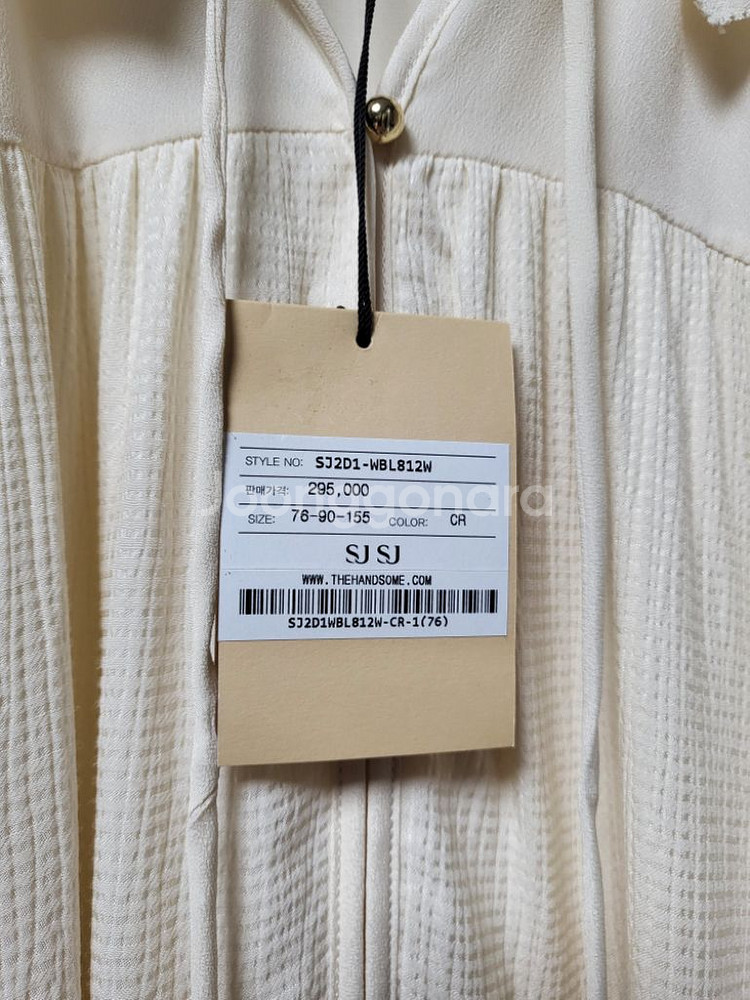 STYLE NO: SJ2D1-WBL812W
판매가격: 295,000
Joonggonara
SIZE: 76-90-155 COLOR: CR
SJ SJ
WWW.THEHANDSOME.COM
SJ2D1WBL812W-CR-1(76)